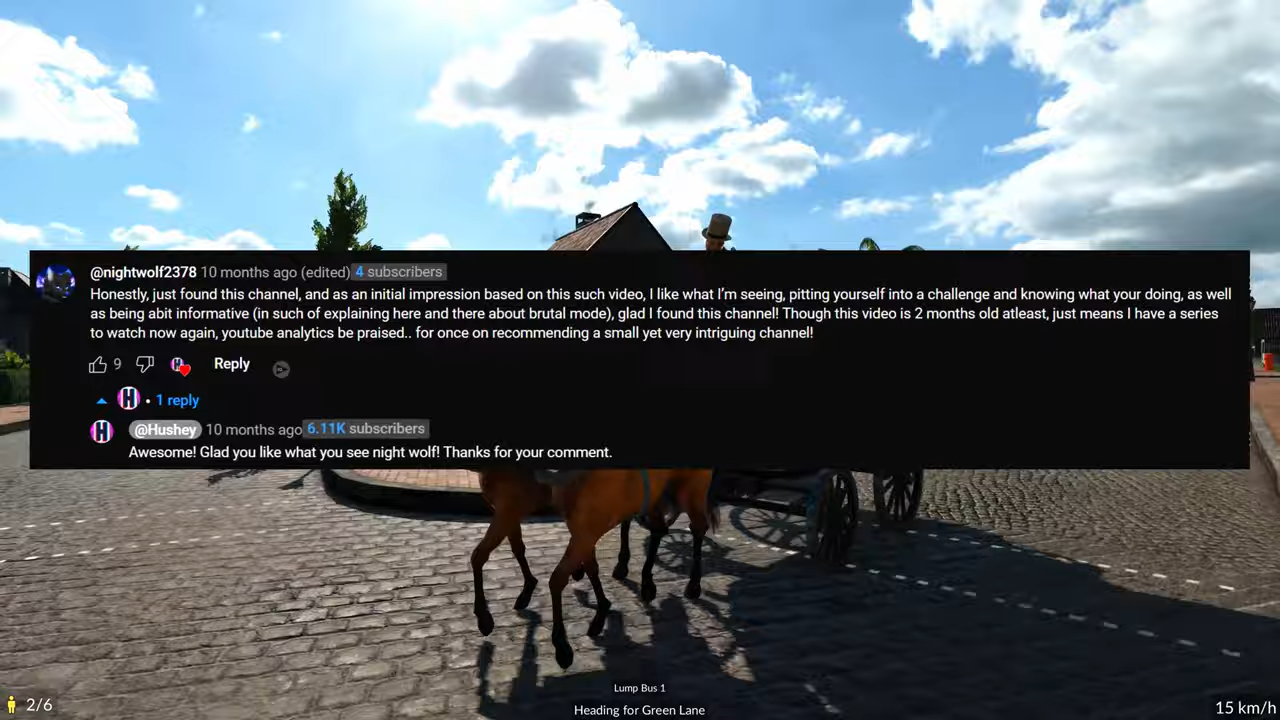 @nightwolf2378 10 months ago (edited) 4 subscribers
Honestly, just found this channel, and as an initial impression based on this such video, I like what I'm seeing, pitting yourself into a challenge and knowing what your doing, as well
as being abit informative (in such of explaining here and there about brutal mode), glad I found this channel! Though this video is 2 months old atleast, just means I have a series
to watch now again, youtube analytics be praised.. for once on recommending a small yet very intriguing channel!
9 Reply
H • 1 reply
H @Hushey 10 months ago 6.11K subscribers
Awesome! Glad you like what you see night wolf! Thanks for your comment.
Lump Bus 1
2/6 Heading for Green Lane 15 km/h